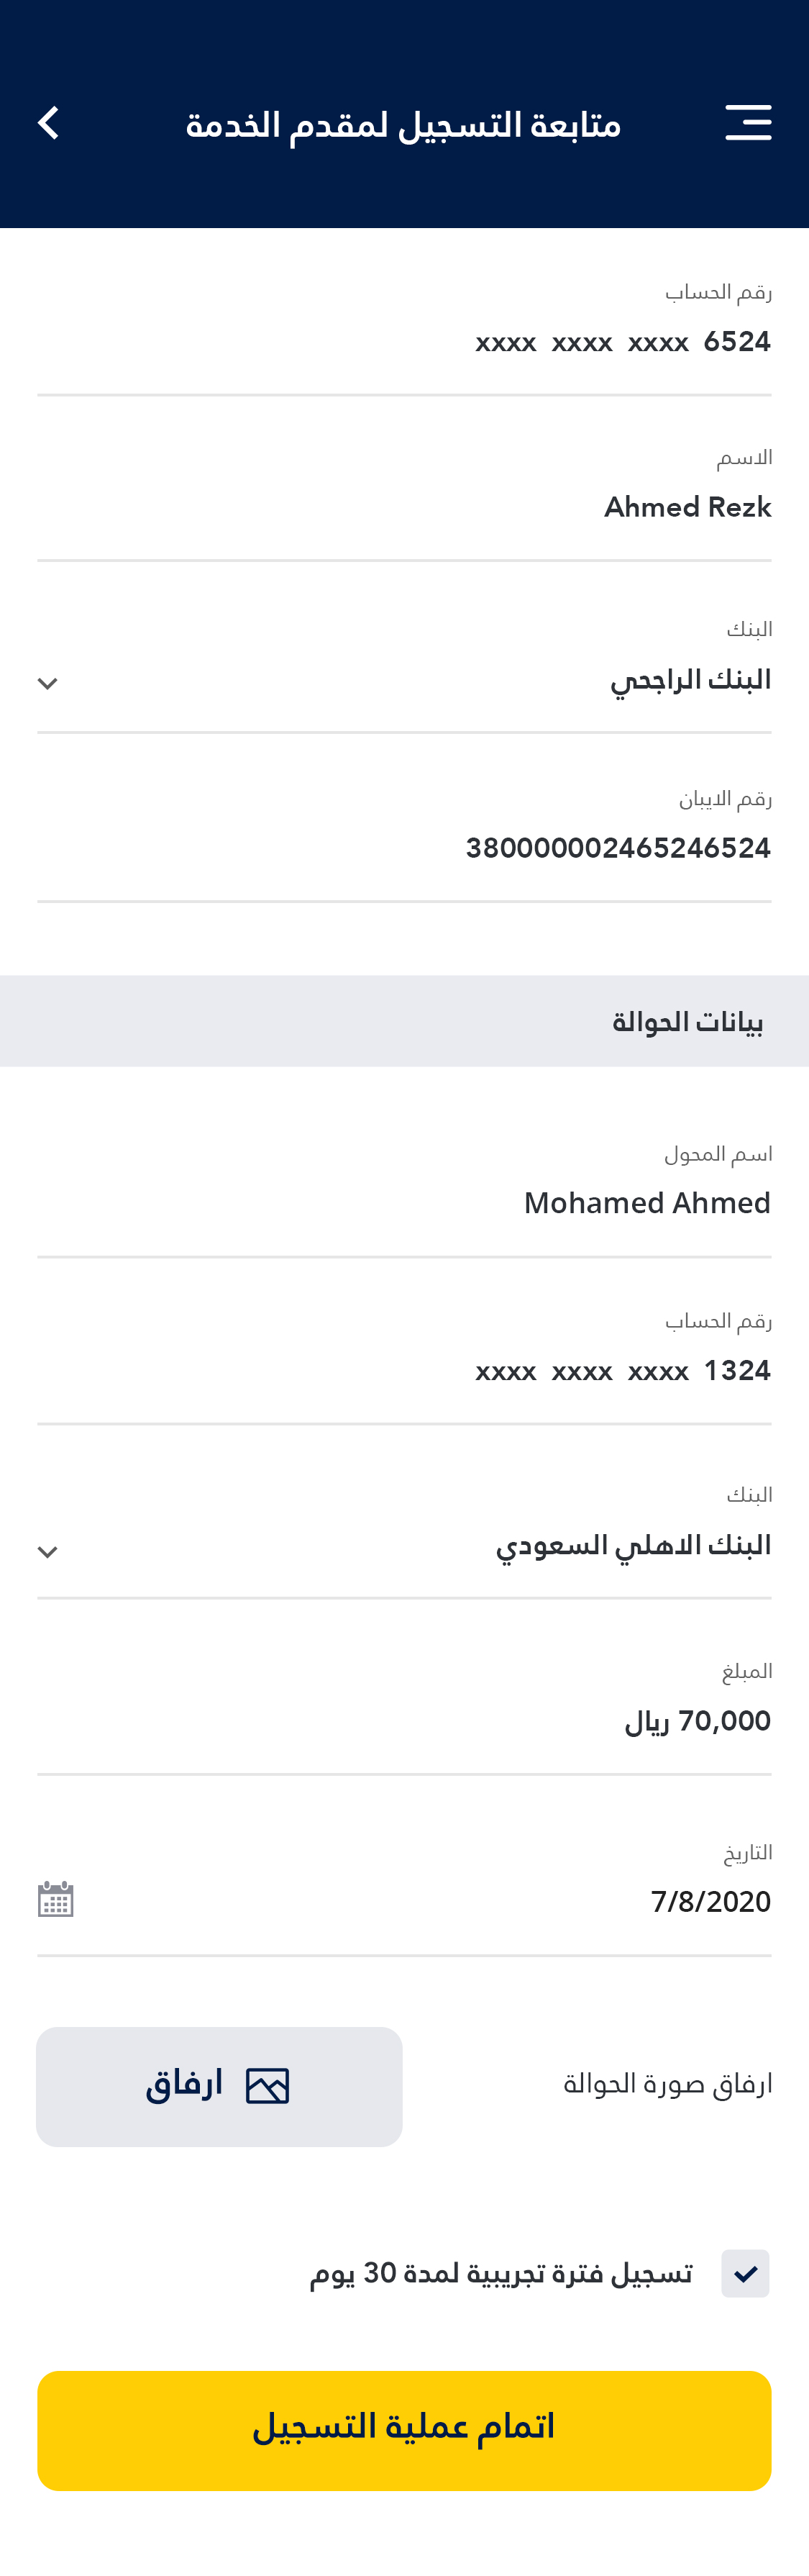 متابعة التسجيل لمقدم الخدمة
رقم الحساب
xxxx xxxx xxxx 6524
الاسم
Ahmed Rezk
البنك
البنك الراجحي
رقم الايبان
380000002465246524
بيانات الحوالة
اسم المحول
Mohamed Ahmed
رقم الحساب
xxxx xxxx xxxx 1324
البنك
البنك الاهلي السعودي
المبلغ
70,000 ريال
التاريخ
7/8/2020
ارفاق صورة الحوالة
ارفاق
تسجيل فترة تجريبية لمدة 30 يوم
اتمام عملية التسجيل